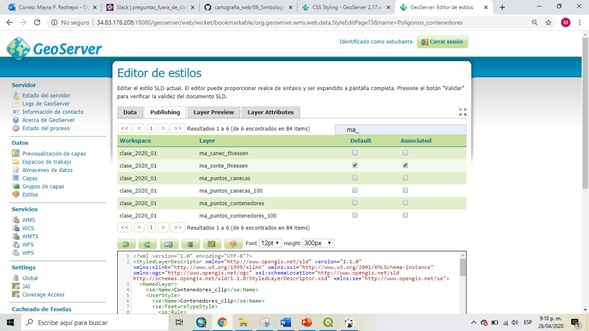 Correo: Mayra P. Restrepo - O
Slack | preguntas_fuera_de_clas
cartografia_web/06_Simbolog
CSS Styling — GeoServer 2.17.x
GeoServer: Editor de estilos
No seguro
34.83.176.208:18080/geoserver/web/wicket/bookmarkable/org.geoserver.wms.web.data.StyleEditPage?3&name=Poligonos_contenedores
GeoServer
Identificado como estudiante.
Cerrar sesión
Servidor
Estado del servidor
Logs de GeoServer
Información de contacto
Acerca de GeoServer
Estado del proceso
Datos
Previsualización de capas
Espacios de trabajo
Almacenes de datos
Capas
Grupos de capas
Estilos
Servicios
WMS
WCS
WMTS
WFS
WPS
Settings
Global
JAI
Coverage Access
Cacheado de Teselas
Editor de estilos
Editar el estilo SLD actual. El editor puede proporcionar realce de sintaxis y ser expandido a pantalla completa. Presione el botón "Validar"
para verificar la validez del documento SLD.
Data
Publishing
Layer Preview
Layer Attributes
<< < 1 > >> Resultados 1 a 6 (de 6 encontrados en 84 items)
ma_
Workspace Layer Default Associated
clase_2020_01 ma_canec_thiessen
clase_2020_01 ma_conte_thiessen
clase_2020_01 ma_puntos_canecas
clase_2020_01 ma_puntos_canecas_100
clase_2020_01 ma_puntos_contenedores
clase_2020_01 ma_puntos_contenedores_100
<< < 1 > >> Resultados 1 a 6 (de 6 encontrados en 84 items)
Font 12pt Height 300px
1 <?xml version="1.0" encoding="UTF-8"?>
2 <StyledLayerDescriptor xmlns="http://www.opengis.net/sld" version="1.1.0"
xmlns:xlink="http://www.w3.org/1999/xlink" xmlns:xsi="http://www.w3.org/2001/XMLSchema-instance"
xmlns:ogc="http://www.opengis.net/ogc" xsi:schemaLocation="http://www.opengis.net/sld
http://schemas.opengis.net/sld/1.1.0/StyledLayerDescriptor.xsd" xmlns:se="http://www.opengis.net/se">
3 <NamedLayer>
4 <se:Name>Contenedores_clip</se:Name>
5 <UserStyle>
6 <se:Name>Contenedores_clip</se:Name>
7 <se:FeatureTypeStyle>
8 <se:Rule>
Escribe aquí para buscar
ESP
9:10 p. m.
26/04/2020